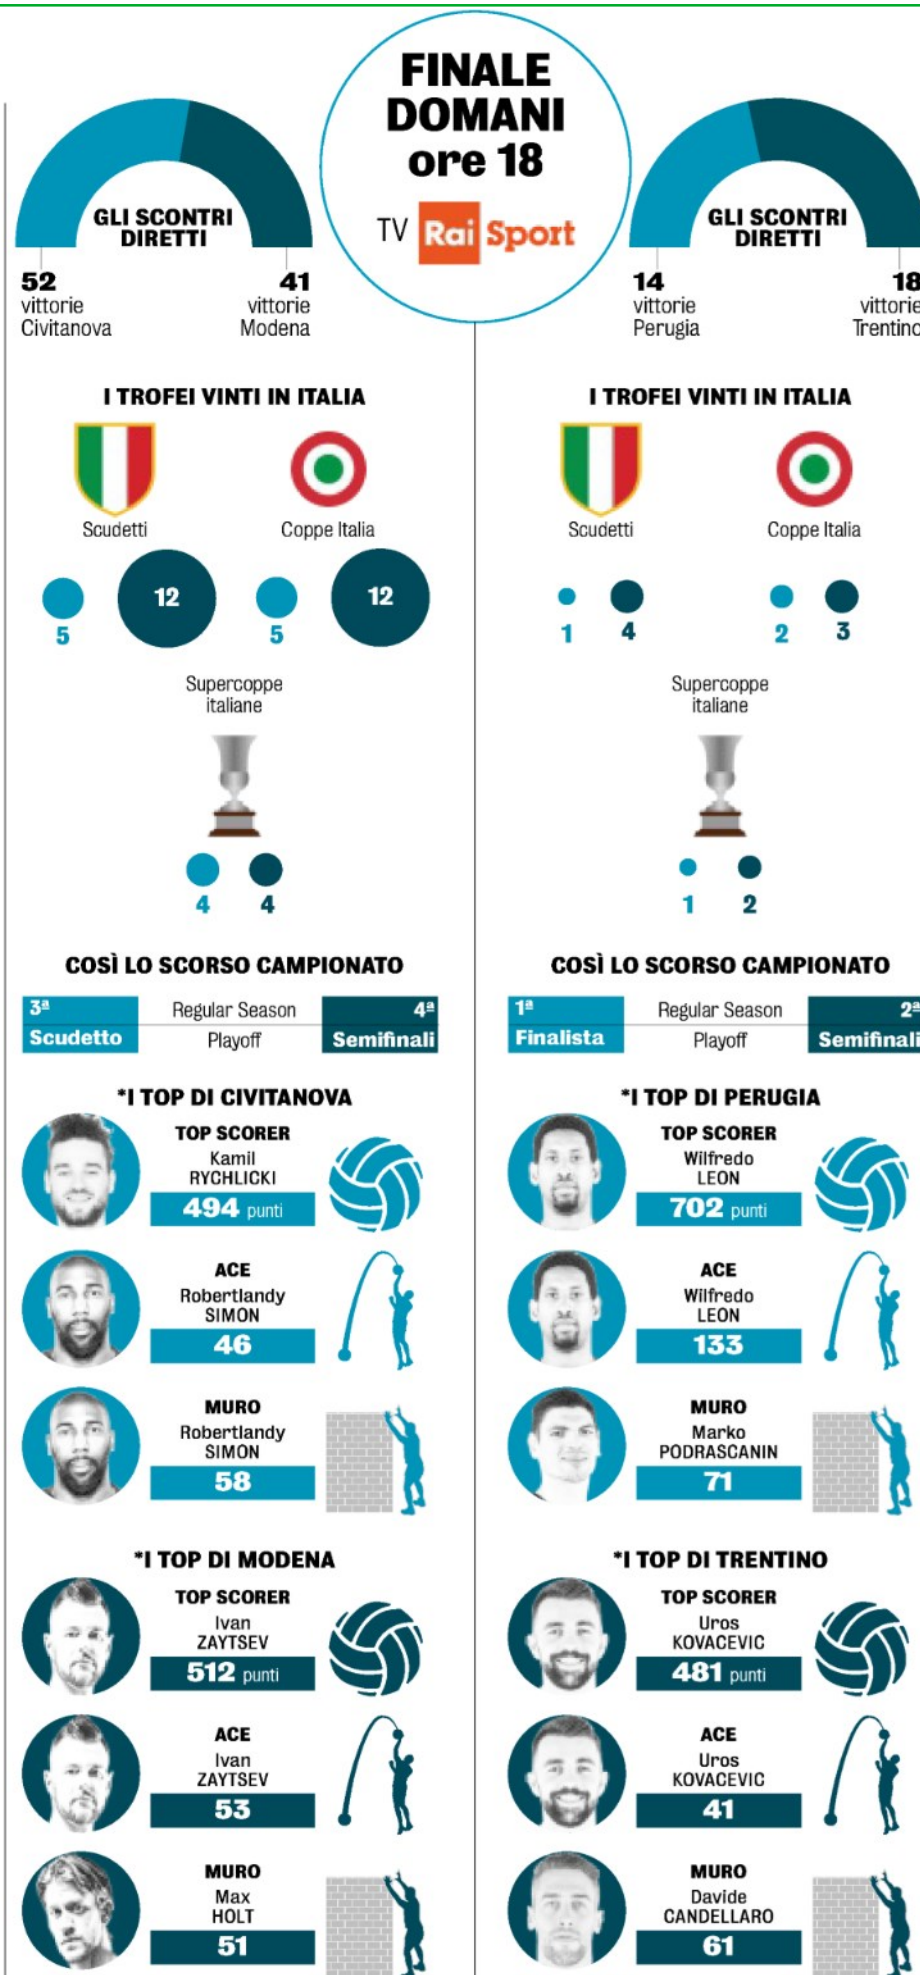 FINALE
DOMANI
ore 18
TV Rai Sport
GLI SCONTRI
DIRETTI
52
vittorie
Civitanova
41
vittorie
Modena
I TROFEI VINTI IN ITALIA
Scudetti
Coppe Italia
5
12
5
12
Supercoppe
italiane
4
4
COSÌ LO SCORSO CAMPIONATO
3ª
Regular Season
4ª
Scudetto
Playoff
Semifinali
*I TOP DI CIVITANOVA
TOP SCORER
Kamil
RYCHLICKI
494 punti
ACE
Robertlandy
SIMON
46
MURO
Robertlandy
SIMON
58
*I TOP DI MODENA
TOP SCORER
Ivan
ZAYTSEV
512 punti
ACE
Ivan
ZAYTSEV
53
MURO
Max
HOLT
51
GLI SCONTRI
DIRETTI
14
vittorie
Perugia
18
vittorie
Trentino
I TROFEI VINTI IN ITALIA
Scudetti
Coppe Italia
1
4
2
3
Supercoppe
italiane
1
2
COSÌ LO SCORSO CAMPIONATO
1ª
Regular Season
2ª
Finalista
Playoff
Semifinali
*I TOP DI PERUGIA
TOP SCORER
Wilfredo
LEON
702 punti
ACE
Wilfredo
LEON
133
MURO
Marko
PODRASCANIN
71
*I TOP DI TRENTINO
TOP SCORER
Uros
KOVACEVIC
481 punti
ACE
Uros
KOVACEVIC
41
MURO
Davide
CANDELLARO
61